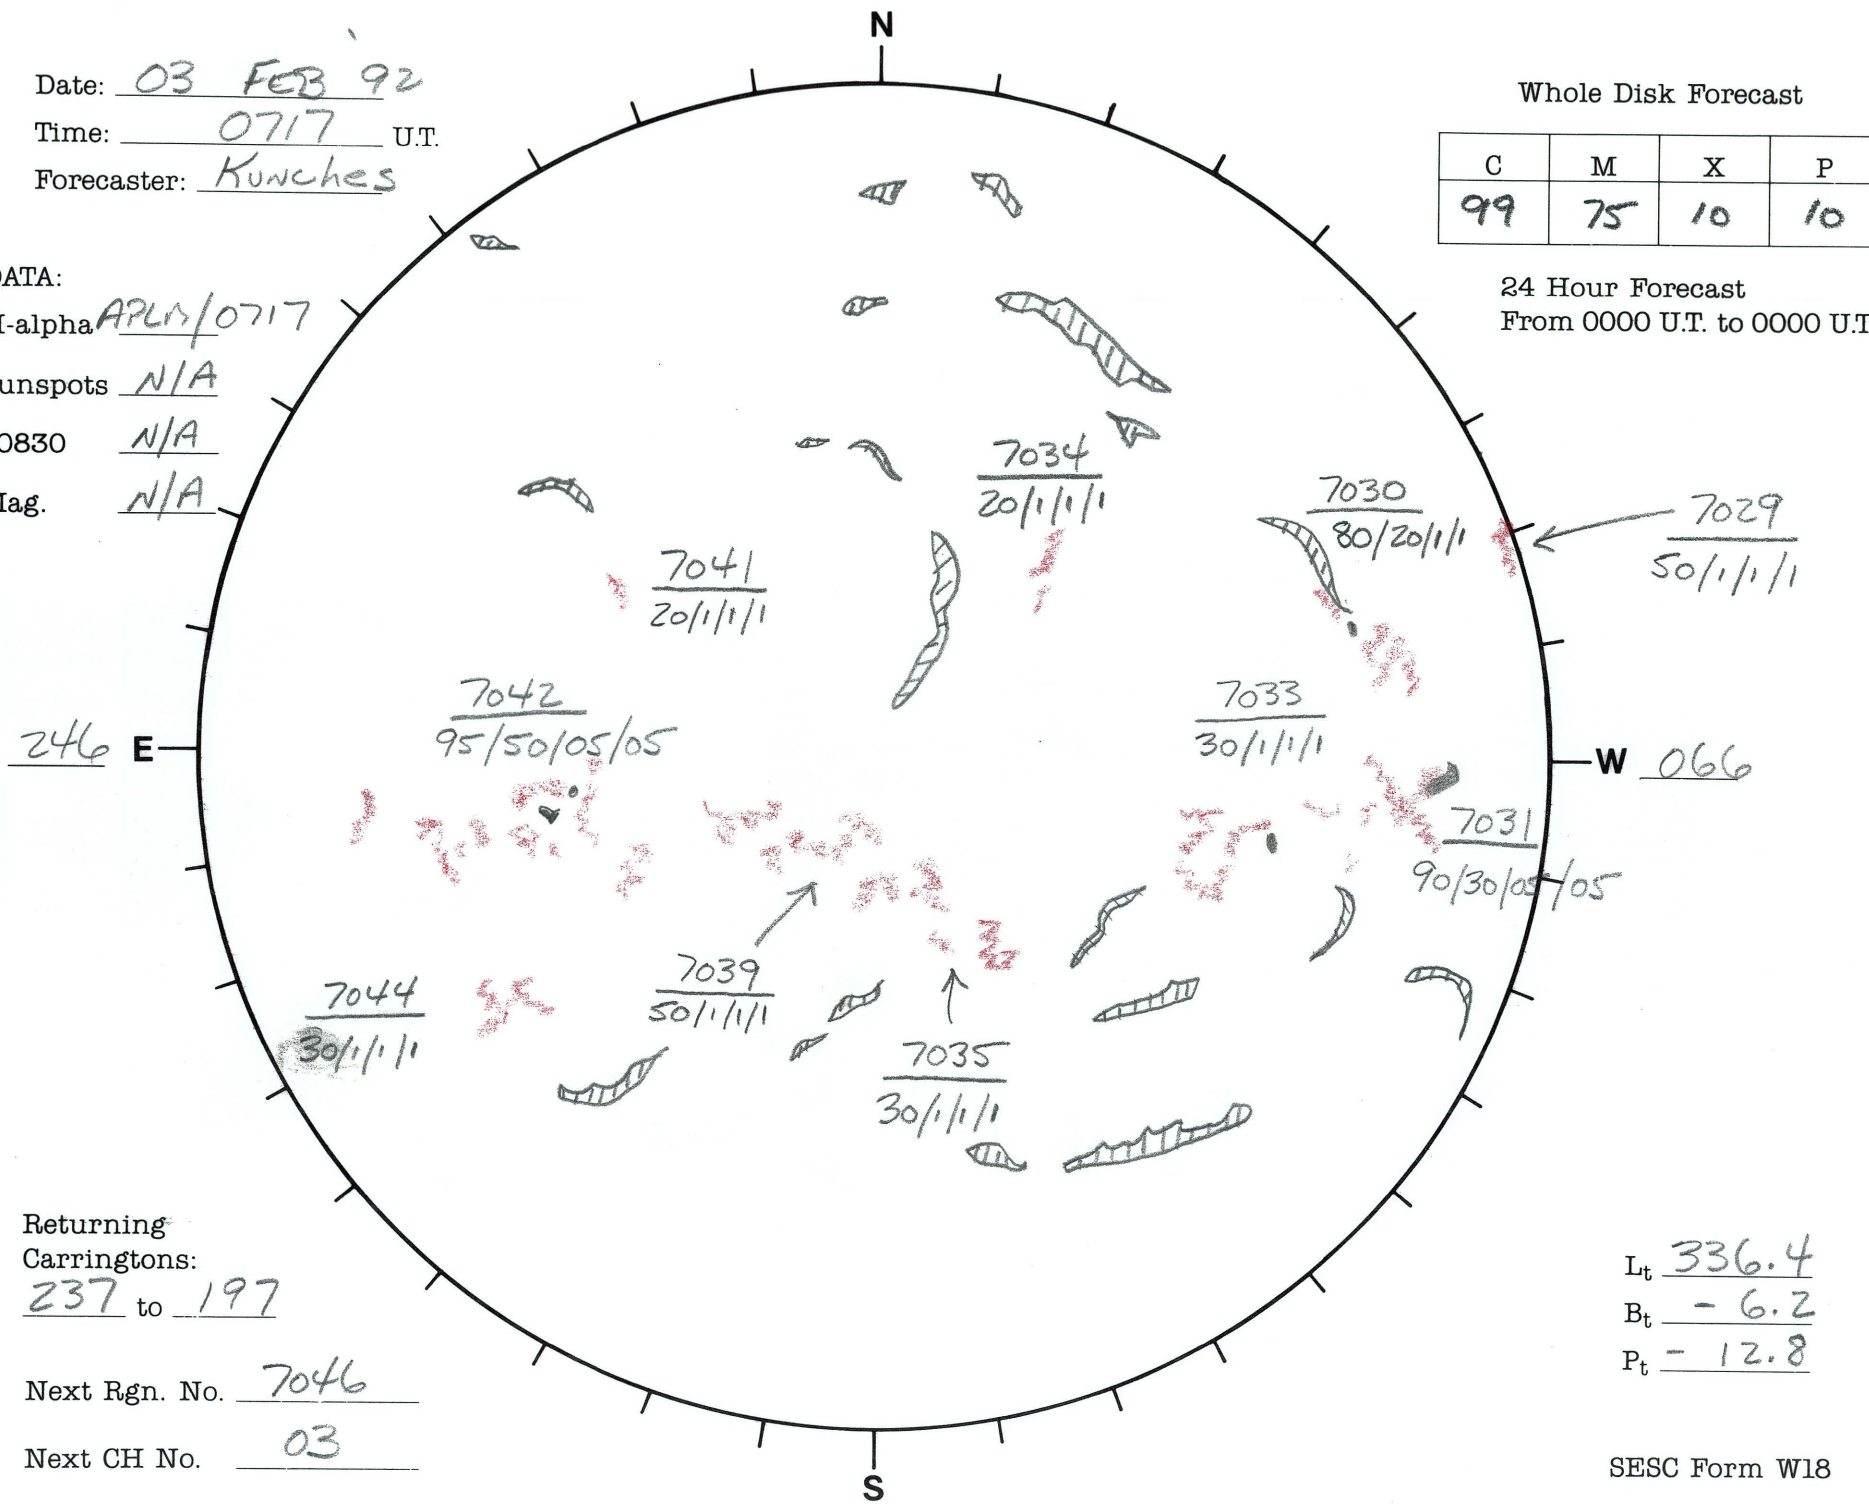 N
Date: 03 FEB 92
Time: 0717 U.T.
Forecaster: Kunches
Whole Disk Forecast
C M X P
99 75 10 10
24 Hour Forecast
From 0000 U.T. to 0000 U.T
ATA:
-alpha /0717
unspots N/A
0830 N/A
ag. N/A
7034
20/1/1/1
7030
80/20/1/1
7029
50/1/1/1
7041
20/1/1/1
7042
95/50/05/05
7033
30/1/1/1
246 E
W 066
7031
90/30/05/05
7039
50/1/1/1
7044
30/1/1/1
7035
30/1/1/1
Returning
Carringtons:
237 to 197
Next Rgn. No. 7046
Next CH No. 03
Lt 336.4
Bt - 6.2
Pt - 12.8
S
SESC Form W18